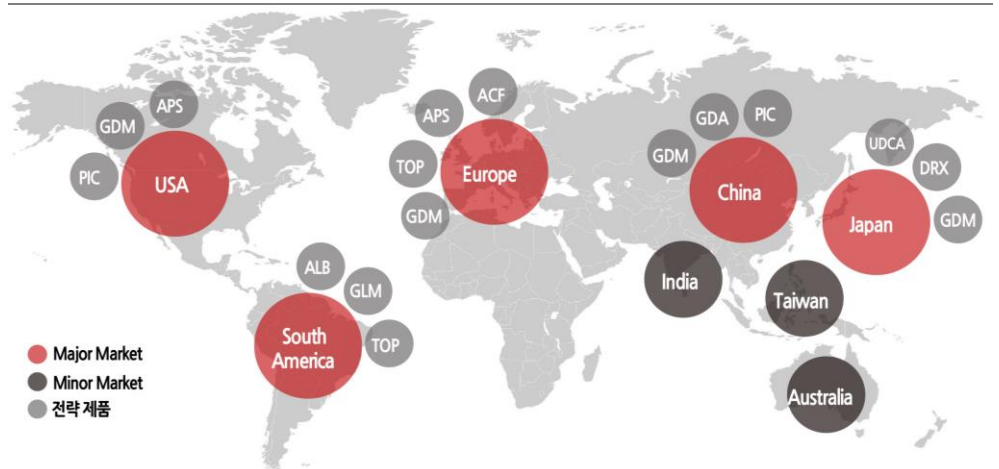 APS
GDM
PIC
USA
ACF
APS
TOP
GDM
Europe
GDA
PIC
GDM
China
UDCA
DRX
GDM
Japan
India
Taiwan
Australia
ALB
GLM
TOP
South
America
Major Market
Minor Market
전략 제품